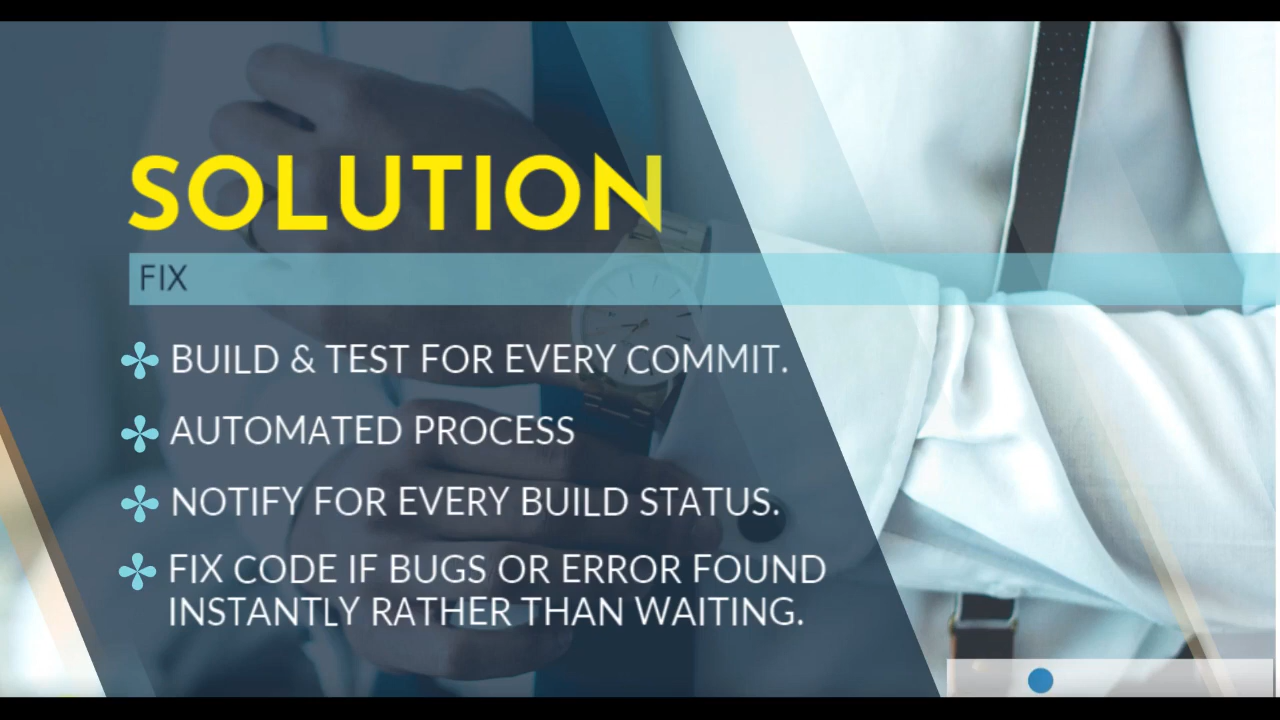 SOLUTION
FIX
BUILD & TEST FOR EVERY COMMIT.
AUTOMATED PROCESS
NOTIFY FOR EVERY BUILD STATUS.
FIX CODE IF BUGS OR ERROR FOUND
INSTANTLY RATHER THAN WAITING.